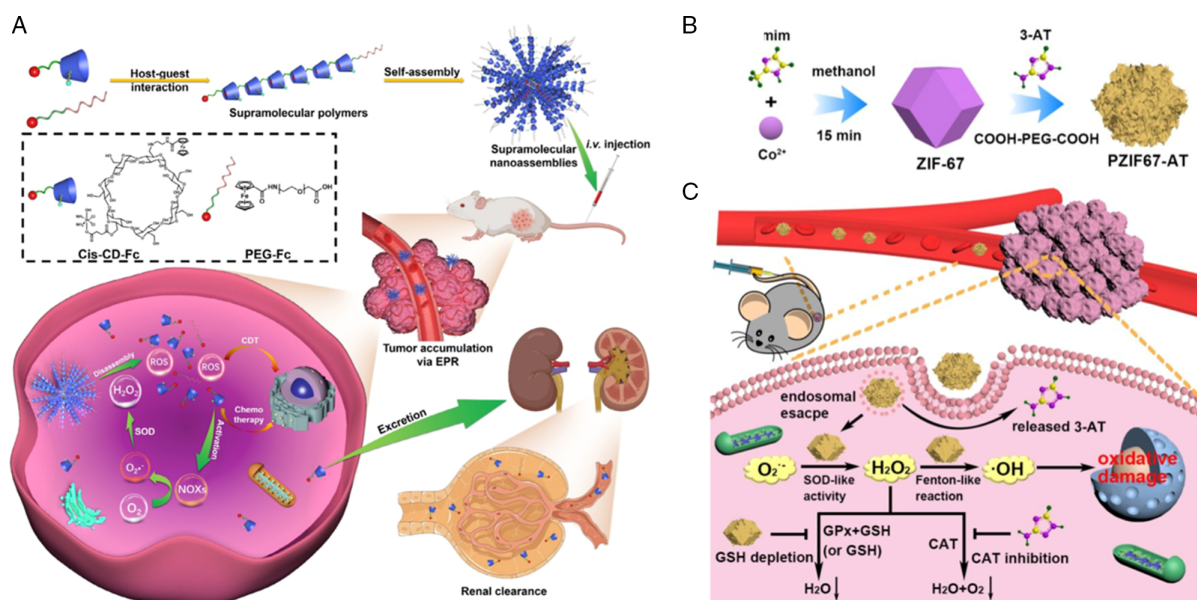 A
Host-guest
interaction
Supramolecular polymers
Self-assembly
Supramolecular
nanoassemblies
i.v. injection
Cis-CD-Fc
PEG-Fc
Tumor accumulation
via EPR
Disassembly
ROS
ROS
CDT
H2O2
SOD
Chemo
therapy
Activation
O2•-
NOXs
O2
Excretion
Renal clearance
B
mim
+
Co2+
methanol
15 min
ZIF-67
3-AT
COOH-PEG-COOH
PZIF67-AT
C
endosomal
esacpe
released 3-AT
O2·-
SOD-like
activity
H2O2
Fenton-like
reaction
·OH
oxidative
damage
GSH depletion
GPx+GSH
(or GSH)
CAT
CAT inhibition
H2O↓
H2O+O2↓